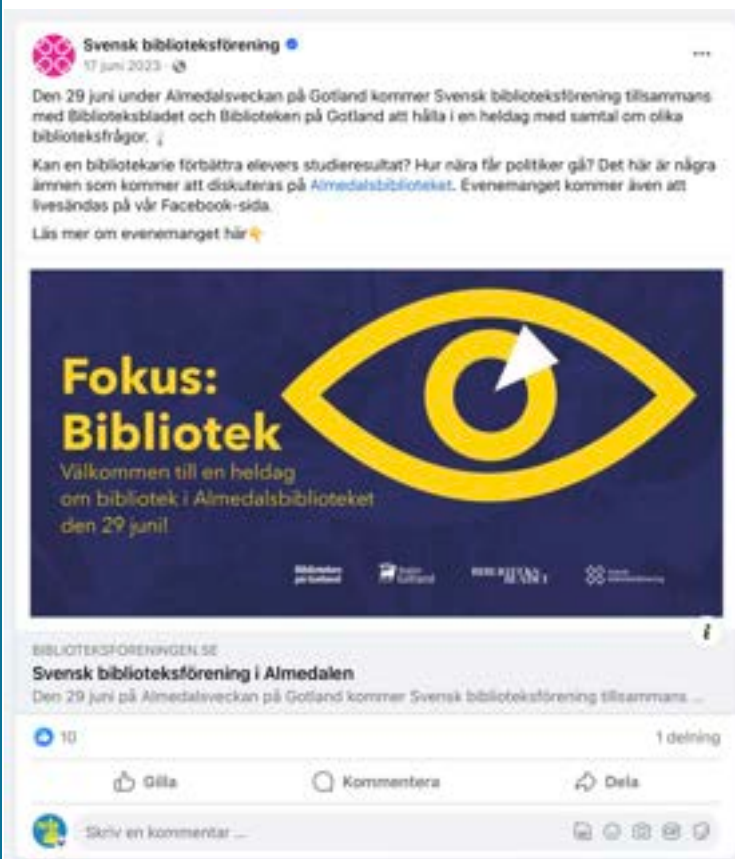 Svensk biblioteksförening
17 juni 2023
Den 29 juni under Almedalsveckan på Gotland kommer Svensk biblioteksförening tillsammans
med Biblioteksbladet och Biblioteken på Gotland att hålla i en heldag med samtal om olika
biblioteksfrågor.
Kan en bibliotekarie förbättra elevers studieresultat? Hur nära får politiker gå? Det här är några
ämnen som kommer att diskuteras på Almedalsbiblioteket. Evenemanget kommer även att
livesändas på vår Facebook-sida.
Läs mer om evenemanget här👇
Fokus:
Bibliotek
Välkommen till en heldag
om bibliotek i Almedalsbiblioteket
den 29 juni!
Biblioteken
på Gotland
Gotland
i
BIBLIOTEKSFORENINGEN.SE
Svensk biblioteksförening i Almedalen
Den 29 juni på Almedalsveckan på Gotland kommer Svensk biblioteksförening tillsammans ...
10
1 delning
Gilla
Kommentera
Dela
Skriv en kommentar ...